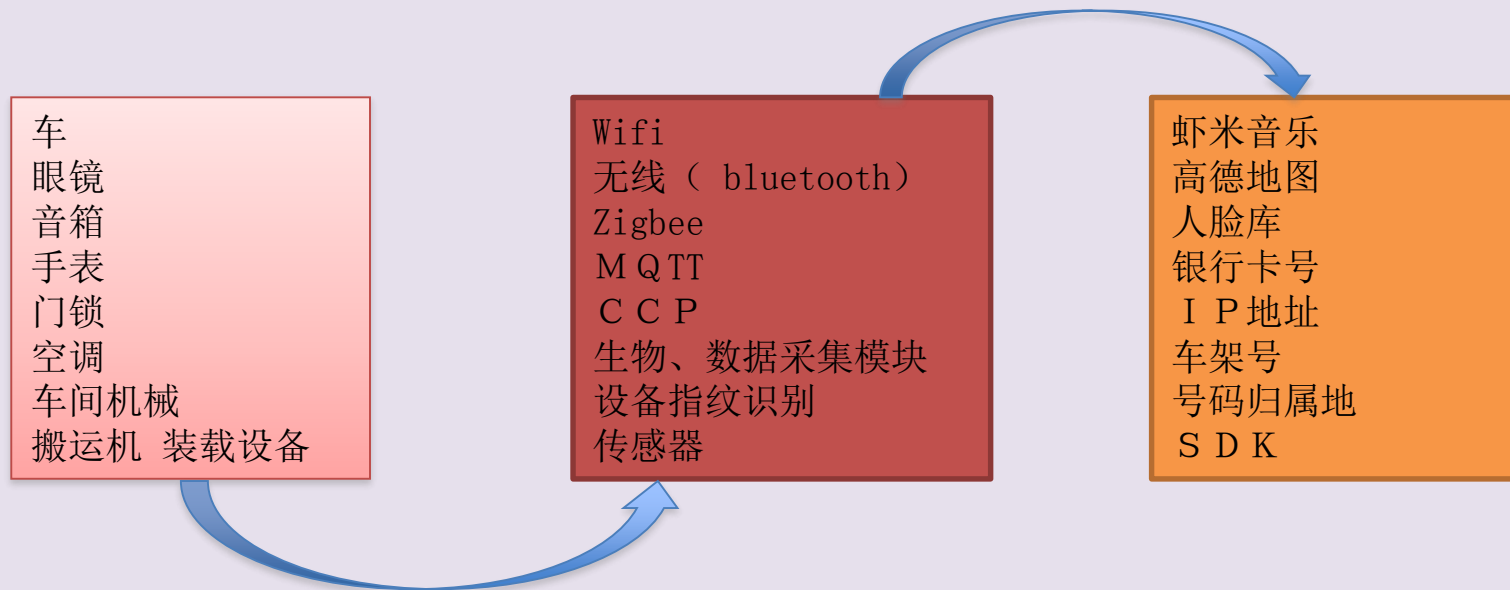 车
眼镜
音箱
手表
门锁
空调
车间机械
搬运机 装载设备
Wifi
无线（ bluetooth）
Zigbee
ＭＱTT
ＣＣＰ
生物、数据采集模块
设备指纹识别
传感器
虾米音乐
高德地图
人脸库
银行卡号
ＩＰ地址
车架号
号码归属地
ＳＤＫ